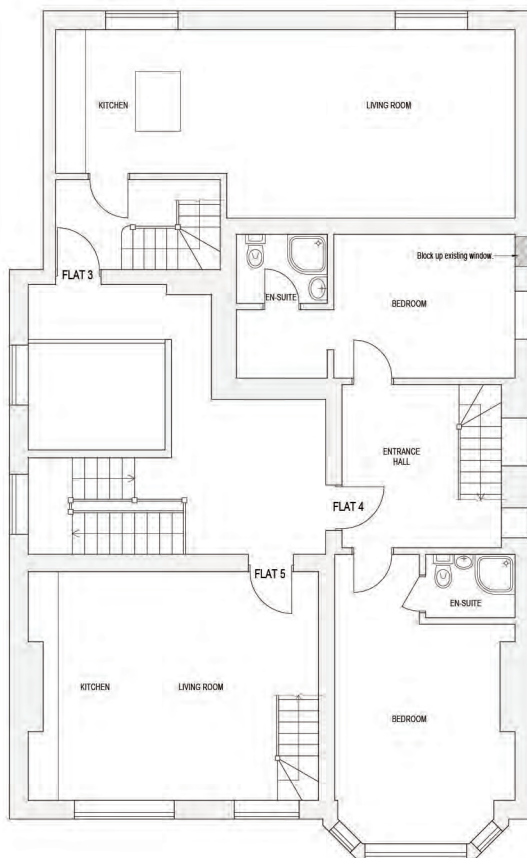 KITCHEN
LIVING ROOM
FLAT 3
Block up existing window.
EN-SUITE
BEDROOM
ENTRANCE
HALL
FLAT 4
FLAT 5
EN-SUITE
KITCHEN
LIVING ROOM
BEDROOM